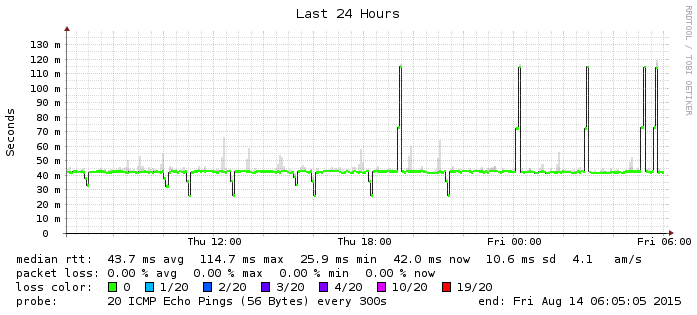 Last 24 Hours
RRDTOOL / TOBI OETIKER
Seconds
130 m
120 m
110 m
100 m
90 m
80 m
70 m
60 m
50 m
40 m
30 m
20 m
10 m
0
Thu 12:00 Thu 18:00 Fri 00:00 Fri 06:00
median rtt: 43.7 ms avg 114.7 ms max 25.9 ms min 42.0 ms now 10.6 ms sd 4.1 am/s
packet loss: 0.00 % avg 0.00 % max 0.00 % min 0.00 % now
loss color: 0 1/20 2/20 3/20 4/20 10/20 19/20
probe: 20 ICMP Echo Pings (56 Bytes) every 300s end: Fri Aug 14 06:05:05 2015